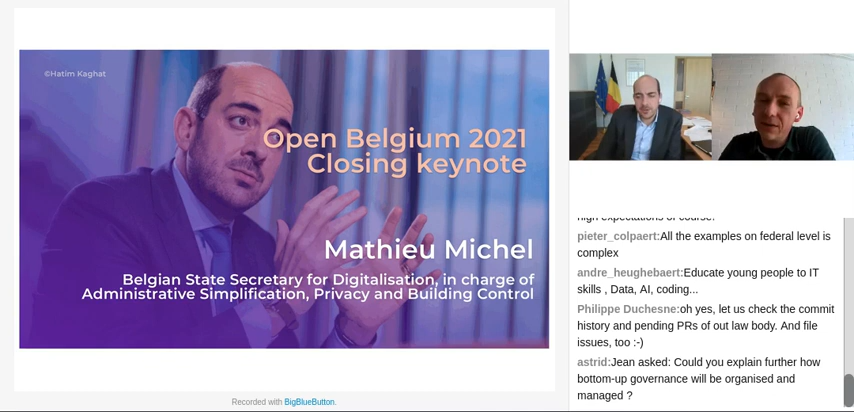 ©Hatim Kaghat
Open Belgium 2021
Closing keynote
Mathieu Michel
Belgian State Secretary for Digitalisation, in charge of
Administrative Simplification, Privacy and Building Control
Recorded with BigBlueButton.
high expectations of course!
pieter_colpaert:All the examples on federal level is
complex
andre_heughebaert:Educate young people to IT
skills , Data, AI, coding...
Philippe Duchesne:oh yes, let us check the commit
history and pending PRs of out law body. And file
issues, too :-)
astrid:Jean asked: Could you explain further how
bottom-up governance will be organised and
managed ?